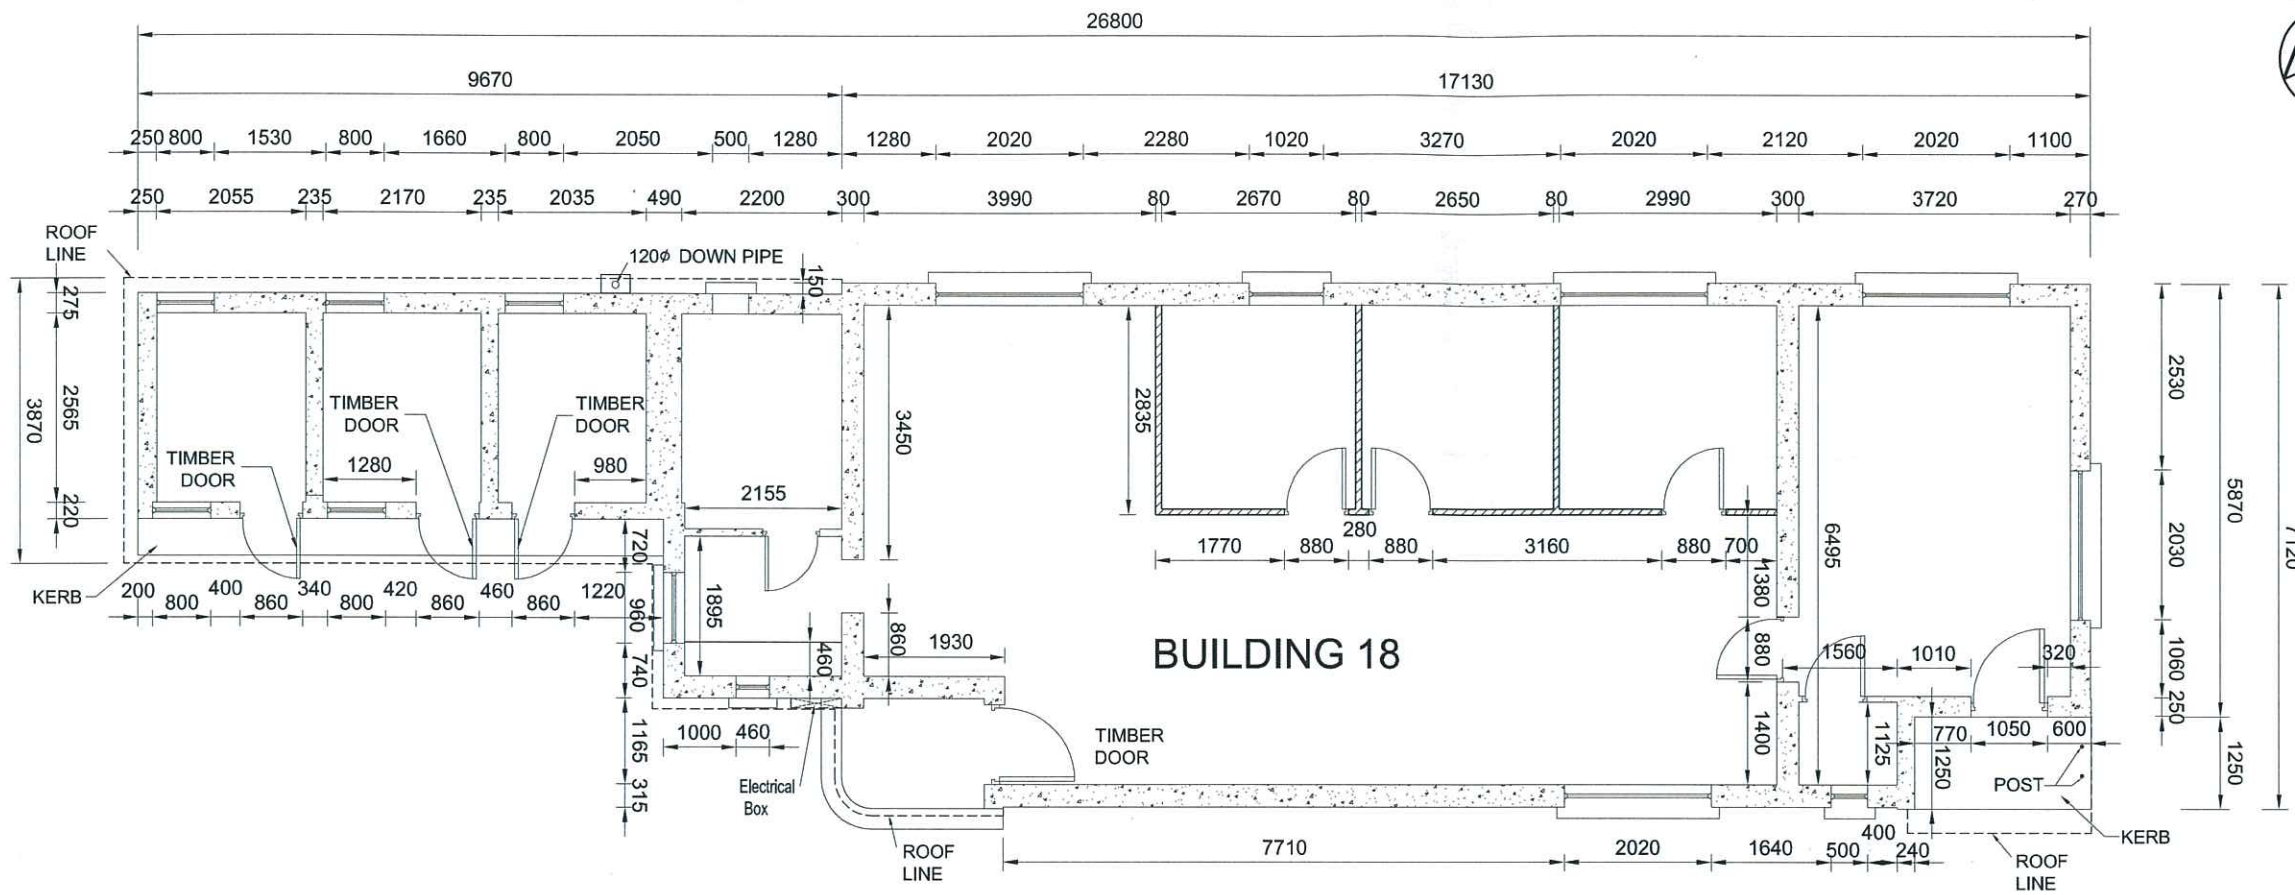 26800
9670 17130
250 800 1530 800 1660 800 2050 500 1280 1280 2020 2280 1020 3270 2020 2120 2020 1100
250 2055 235 2170 235 2035 490 2200 300 3990 80 2670 80 2650 80 2990 300 3720 270
ROOF
LINE
120ϕ DOWN PIPE
150
275
2565
3870
220
TIMBER
DOOR
TIMBER
DOOR
TIMBER
DOOR
1280
980
2155
3450
2835
6495
2530
2030
5870
7120
1060
250
1250
280
1770 880 880 3160 880 700
1380
880
1400
KERB
200 400 340 420 460 1220
800 860 800 860 860
720
960
740
1165
315
1895
460
860
1930
BUILDING 18
1560 1010 320
1125
770 1050 600
1250
POST
1000 460
Electrical
Box
TIMBER
DOOR
ROOF
LINE
7710 2020 1640 500 400 240
KERB
ROOF
LINE